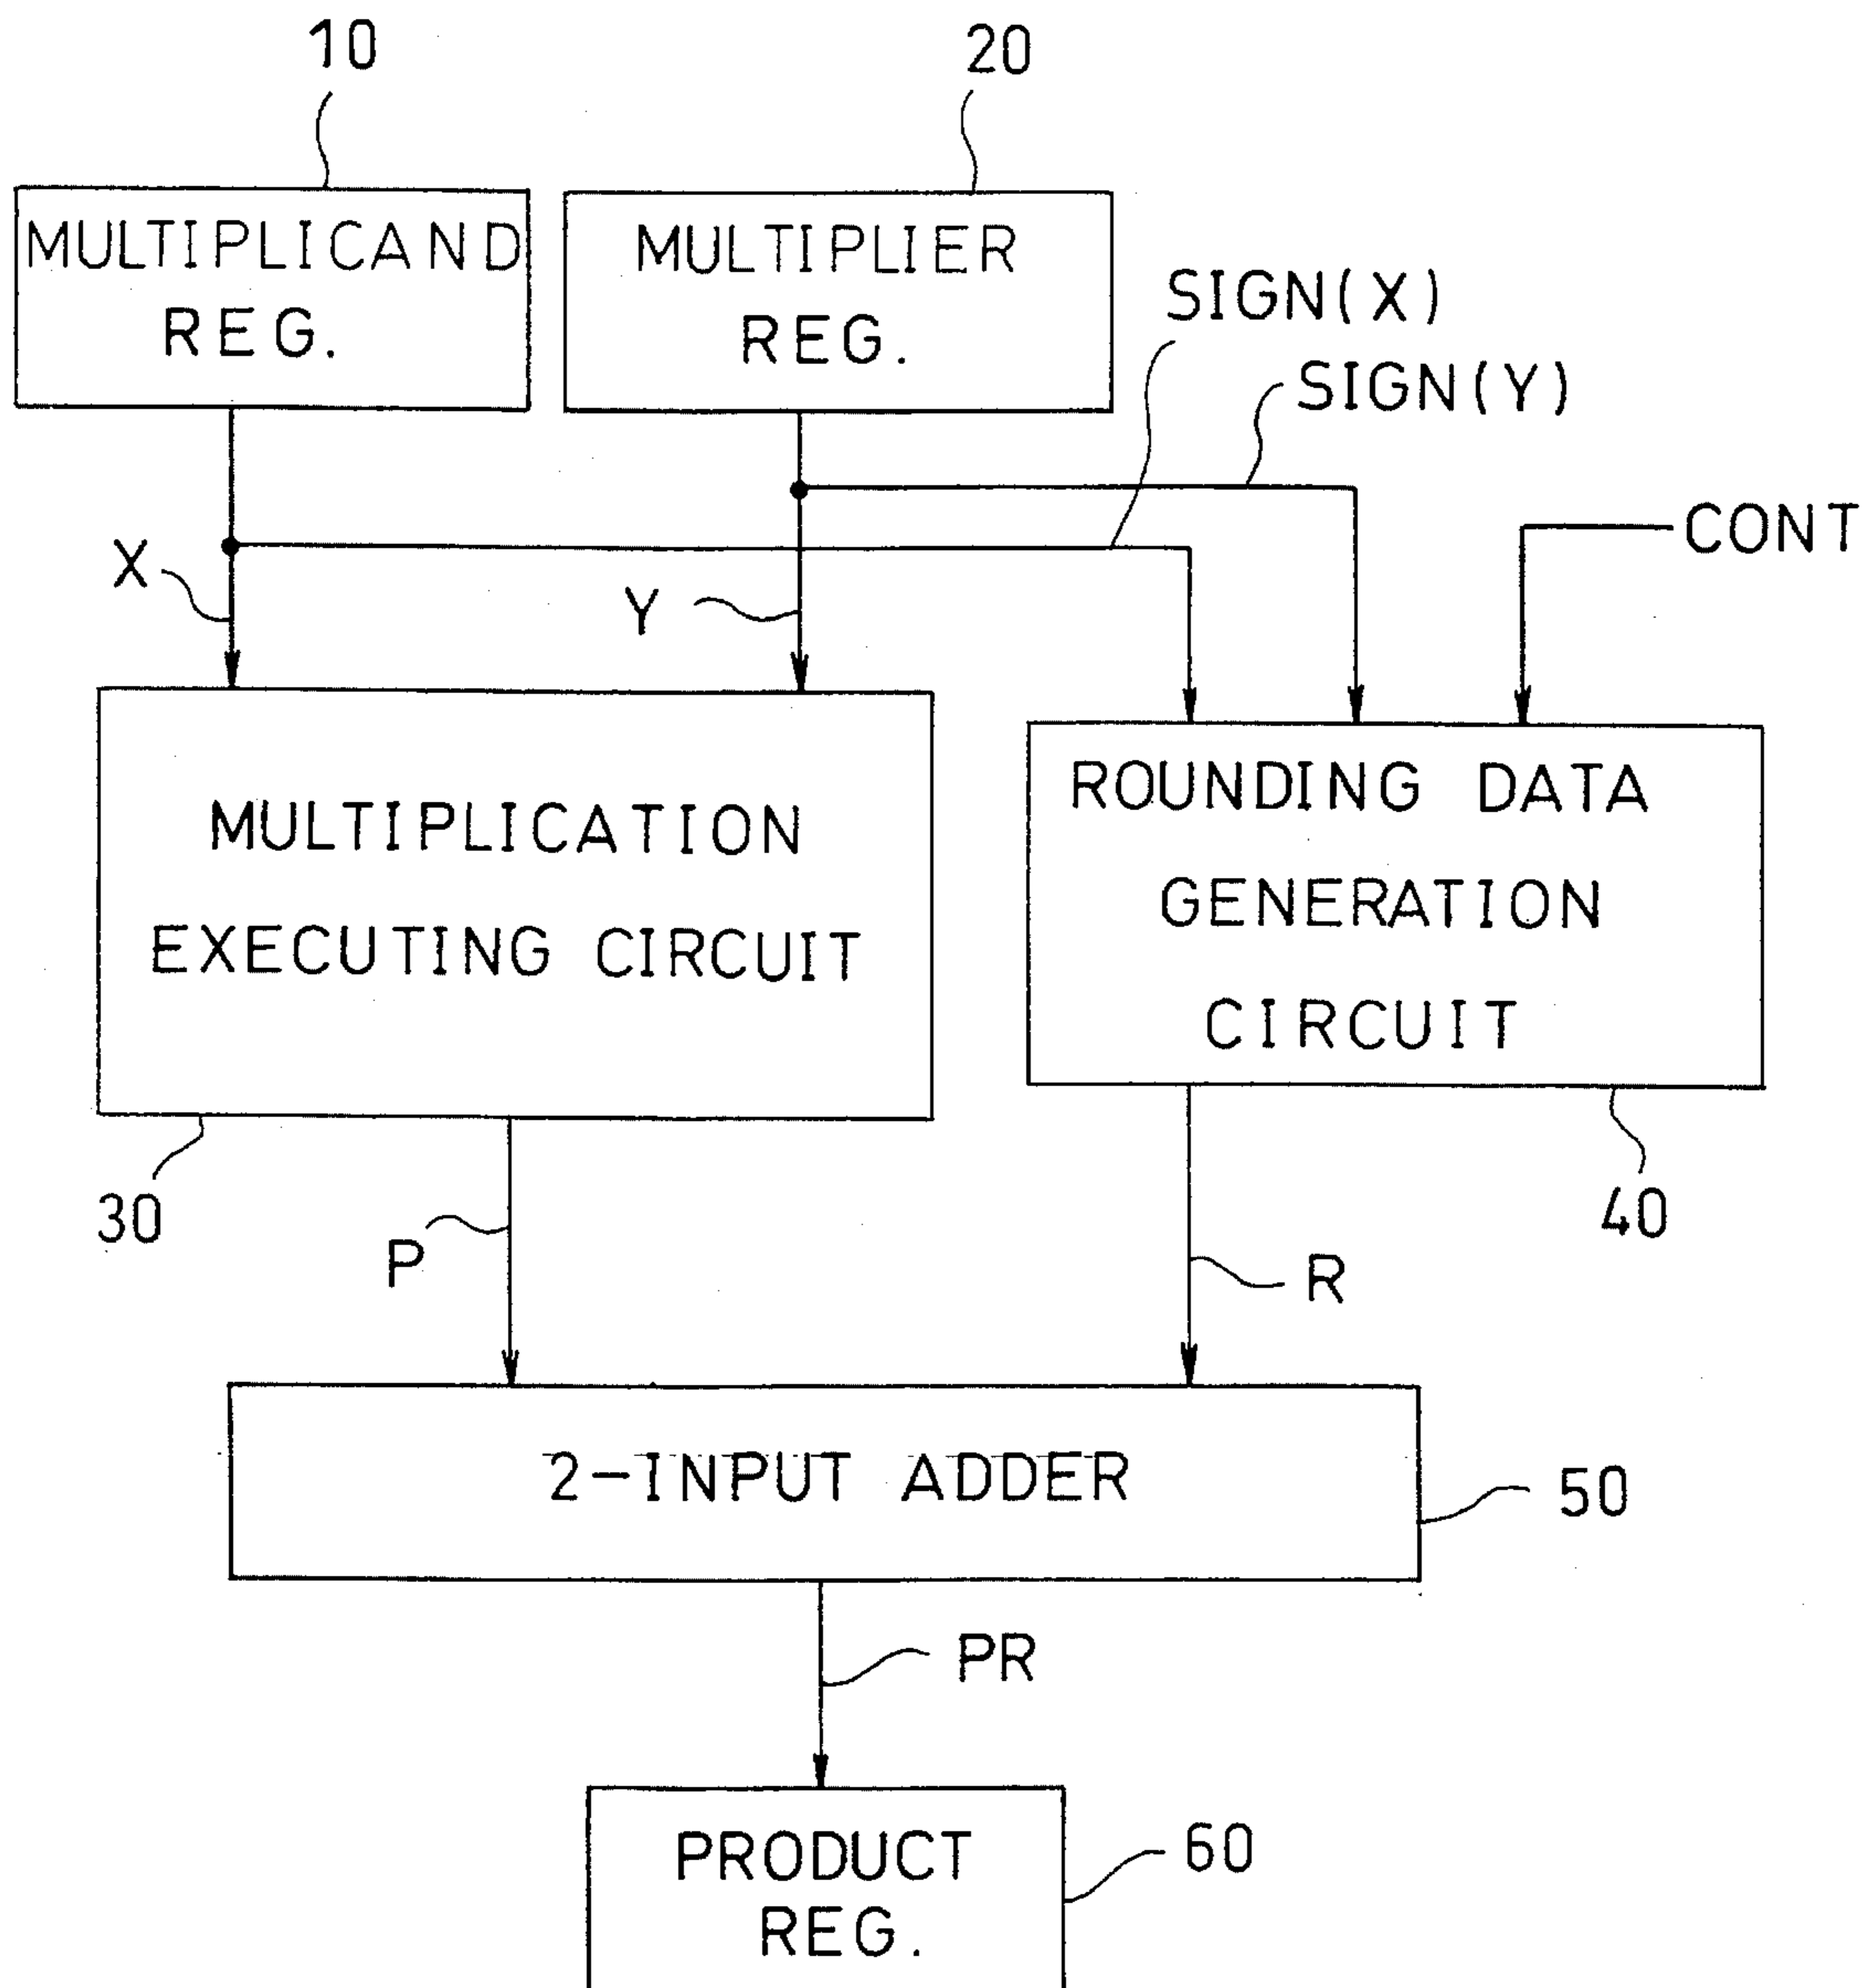 10
20
MULTIPLICAND
REG.
MULTIPLIER
REG.
SIGN(X)
SIGN(Y)
CONT
X
Y
MULTIPLICATION
EXECUTING CIRCUIT
ROUNDING DATA
GENERATION
CIRCUIT
30
40
P
R
2-INPUT ADDER
50
PR
PRODUCT
REG.
60